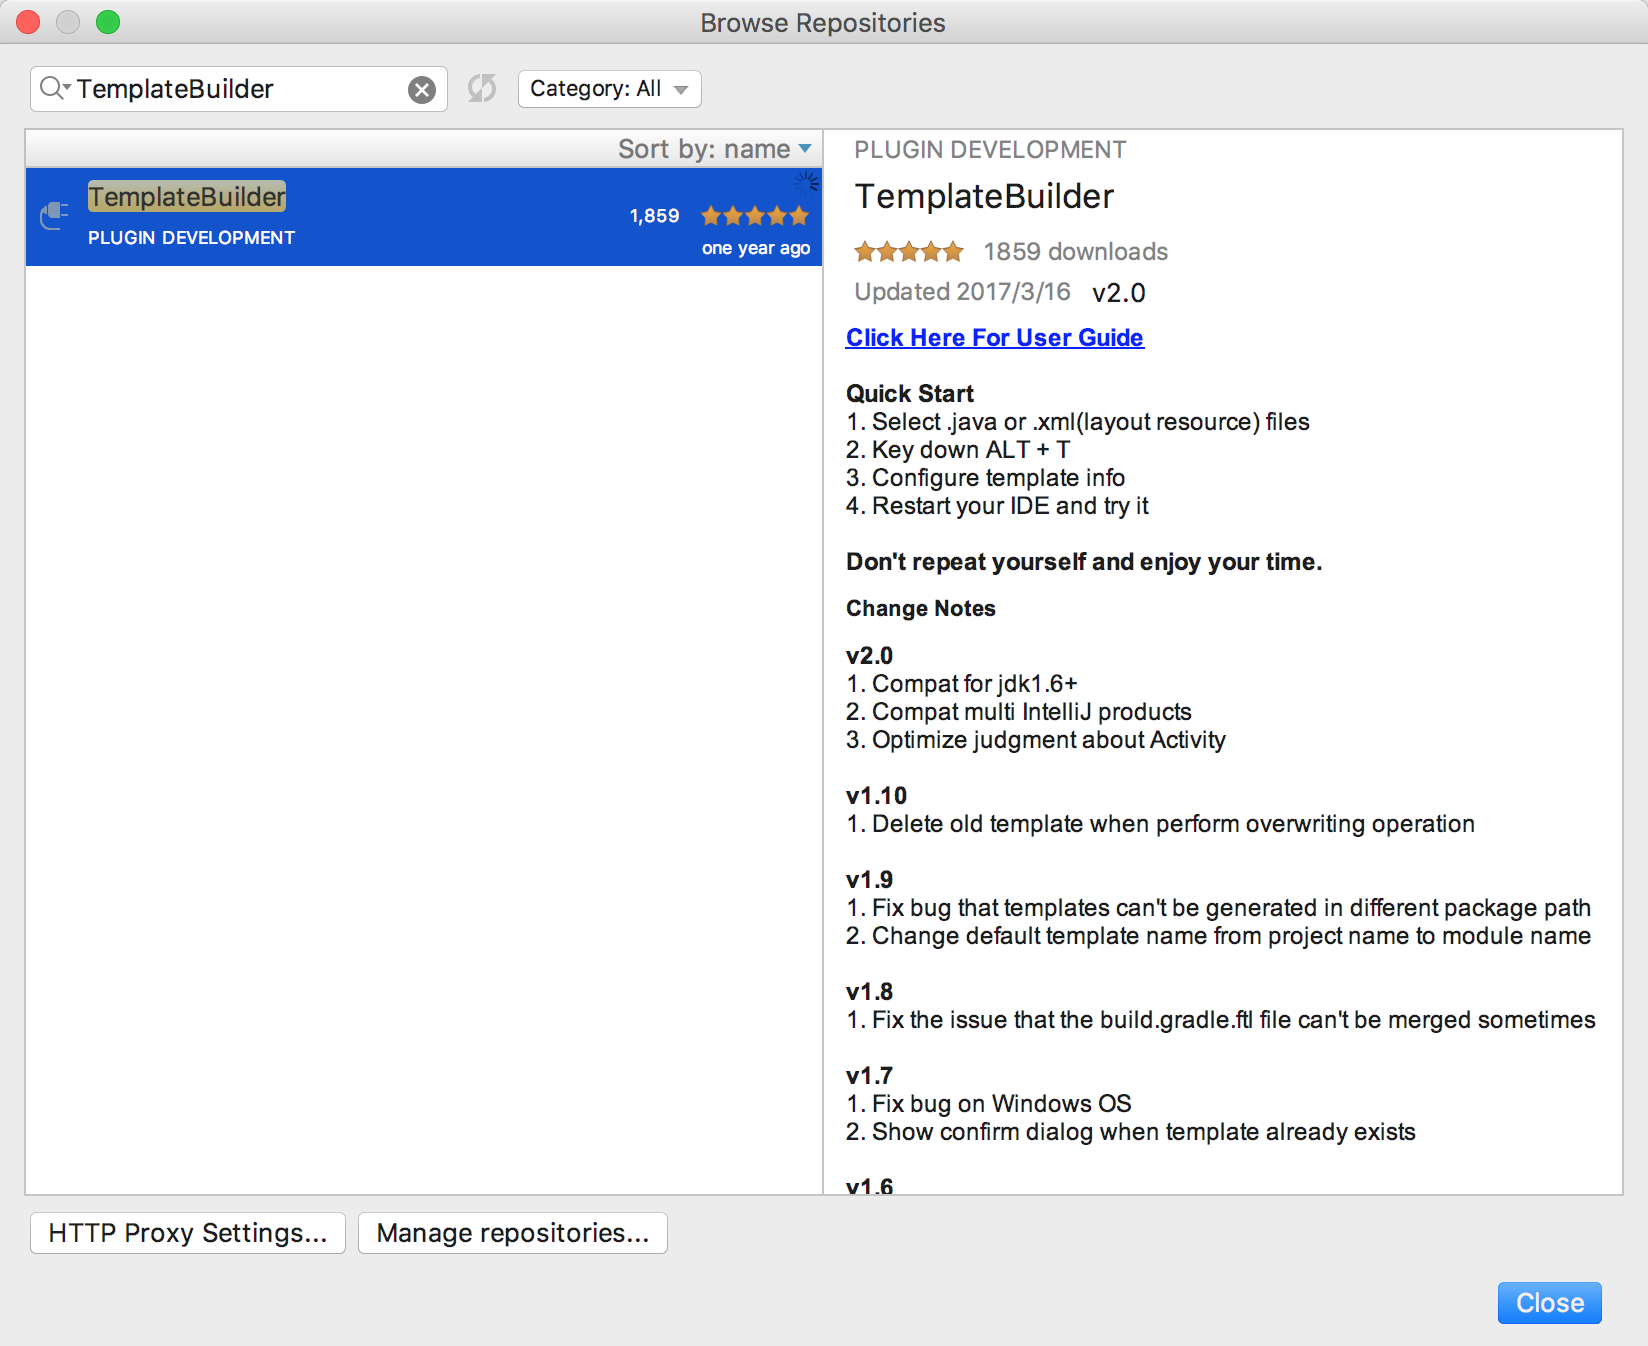 Browse Repositories
TemplateBuilder
Category: All
Sort by: name
TemplateBuilder
PLUGIN DEVELOPMENT
1,859
one year ago
PLUGIN DEVELOPMENT
TemplateBuilder
1859 downloads
Updated 2017/3/16 v2.0
Click Here For User Guide
Quick Start
1. Select .java or .xml(layout resource) files
2. Key down ALT + T
3. Configure template info
4. Restart your IDE and try it
Don't repeat yourself and enjoy your time.
Change Notes
v2.0
1. Compat for jdk1.6+
2. Compat multi IntelliJ products
3. Optimize judgment about Activity
v1.10
1. Delete old template when perform overwriting operation
v1.9
1. Fix bug that templates can't be generated in different package path
2. Change default template name from project name to module name
v1.8
1. Fix the issue that the build.gradle.ftl file can't be merged sometimes
v1.7
1. Fix bug on Windows OS
2. Show confirm dialog when template already exists
v1.6
HTTP Proxy Settings...
Manage repositories...
Close